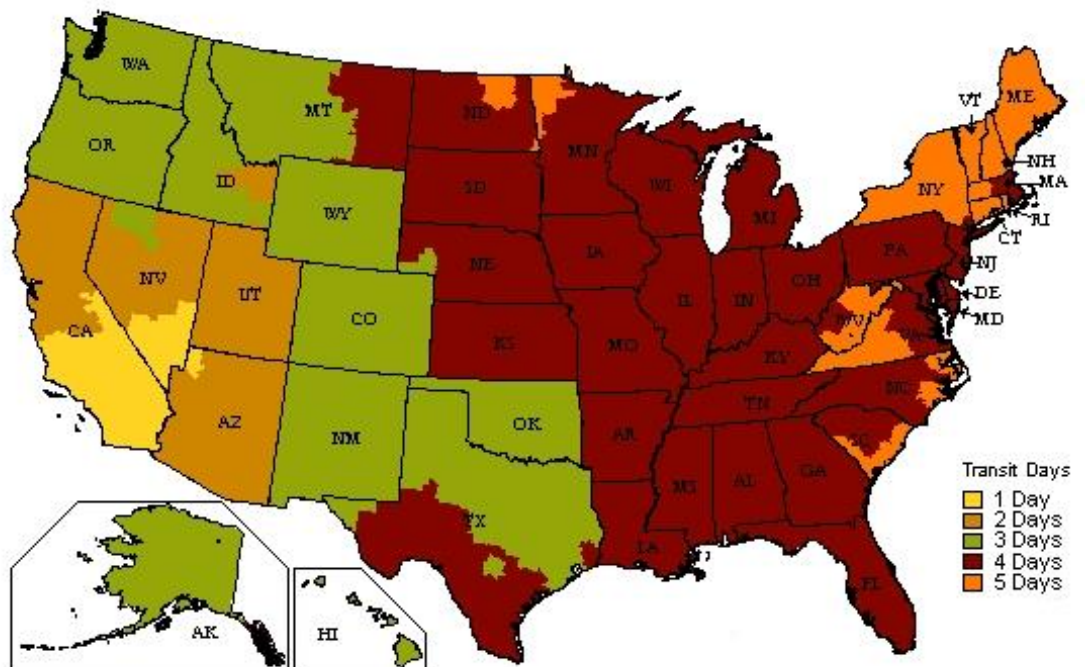 WA
MT
ND
OR
ID
MN
VT
ME
SD
WI
NH
MA
WY
NY
MI
RI
CT
NV
UT
NE
IA
PA
NJ
CA
CO
IL
IN
OH
DE
WV
VA
MD
KS
MO
KY
AZ
NM
OK
AR
TN
NC
SC
MS
AL
GA
TX
LA
FL
AK
HI
Transit Days
1 Day
2 Days
3 Days
4 Days
5 Days